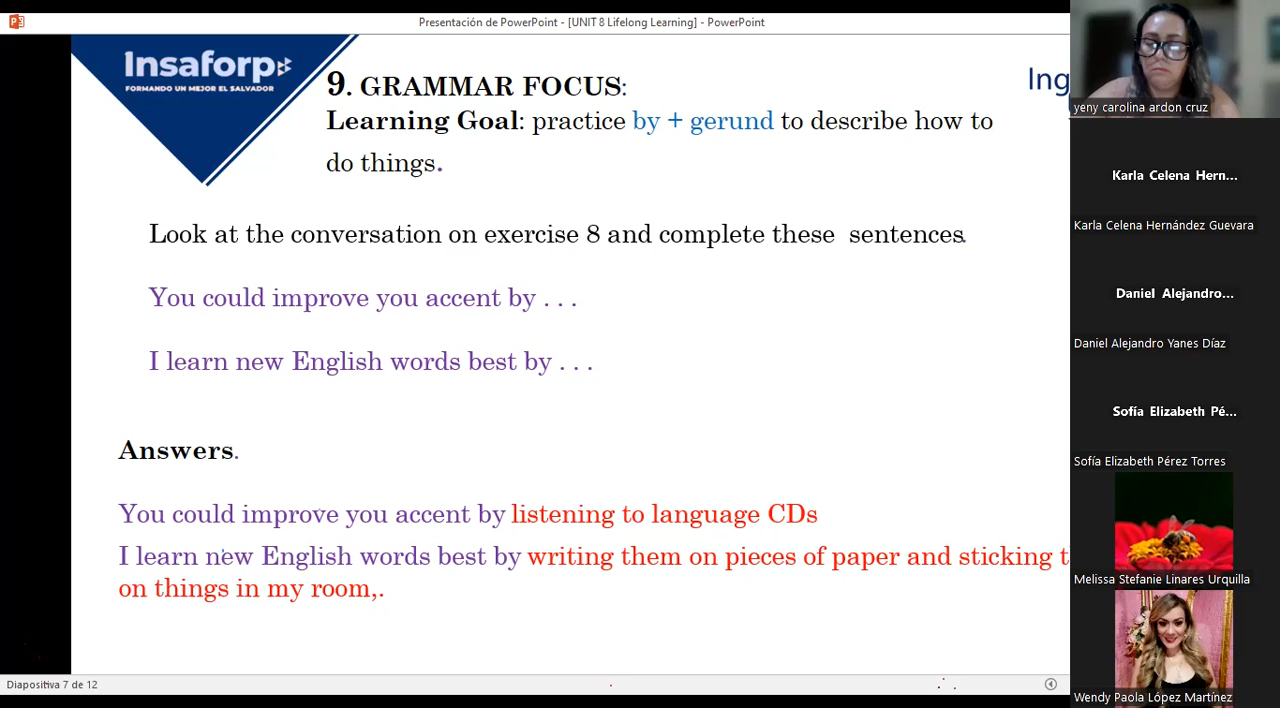 Presentación de PowerPoint - [UNIT 8 Lifelong Learning] - PowerPoint
Insaforp
FORMANDO UN MEJOR EL SALVADOR
9. GRAMMAR FOCUS:
Ing
Learning Goal: practice by + gerund to describe how to
do things.
Look at the conversation on exercise 8 and complete these sentences.
You could improve you accent by . . .
I learn new English words best by . . .
Answers.
You could improve you accent by listening to language CDs
I learn new English words best by writing them on pieces of paper and sticking t
on things in my room,.
Diapositiva 7 de 12
yeny carolina ardon cruz
Karla Celena Hern...
Karla Celena Hernández Guevara
Daniel Alejandro...
Daniel Alejandro Yanes Díaz
Sofía Elizabeth Pé...
Sofía Elizabeth Pérez Torres
Melissa Stefanie Linares Urquilla
Wendy Paola López Martínez